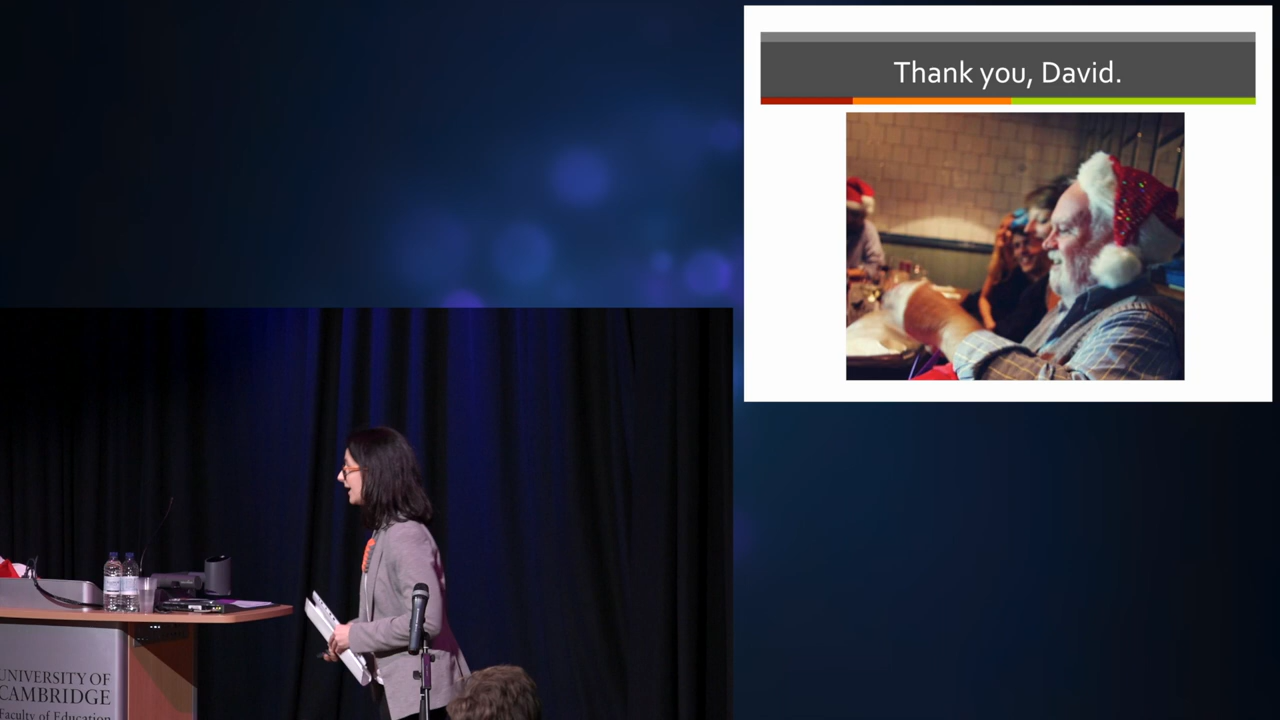 Thank you, David.
UNIVERSITY OF
CAMBRIDGE
Faculty of Education